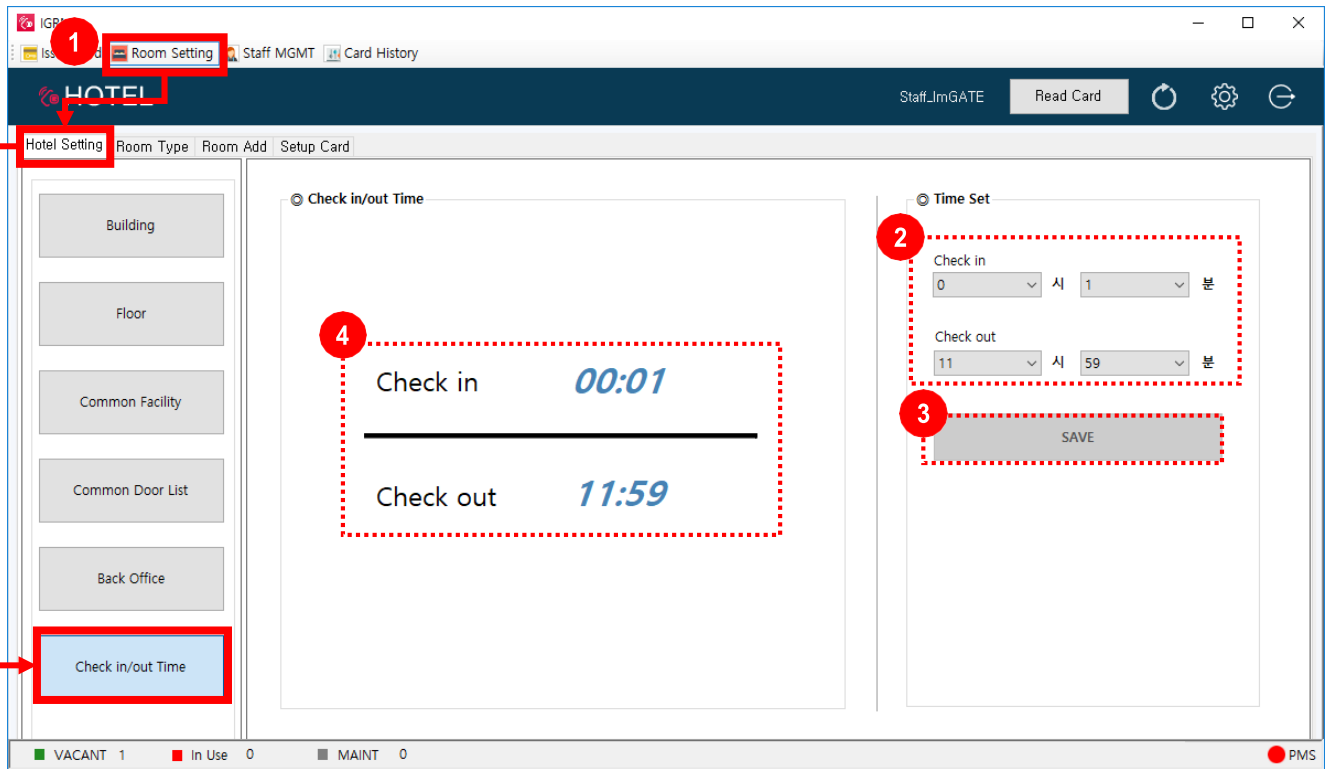 IGR
1
Room Setting Staff MGMT Card History
HOTEL
Staff_ImGATE Read Card
Hotel Setting Room Type Room Add Setup Card
Building
Floor
Common Facility
Common Door List
Back Office
Check in/out Time
◎ Check in/out Time
4
Check in 00:01
Check out 11:59
◎ Time Set
2
Check in
0 시 1 분
Check out
11 시 59 분
3
SAVE
VACANT 1 In Use 0 MAINT 0 PMS